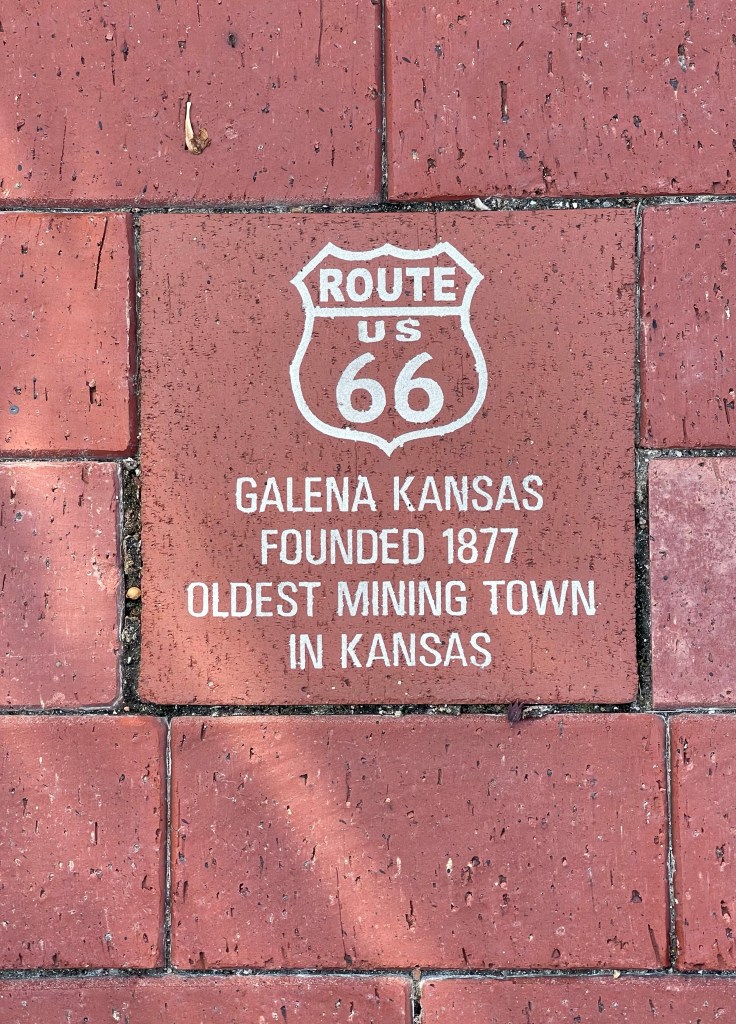 ROUTE
US
66
GALENA KANSAS
FOUNDED 1877
OLDEST MINING TOWN
IN KANSAS